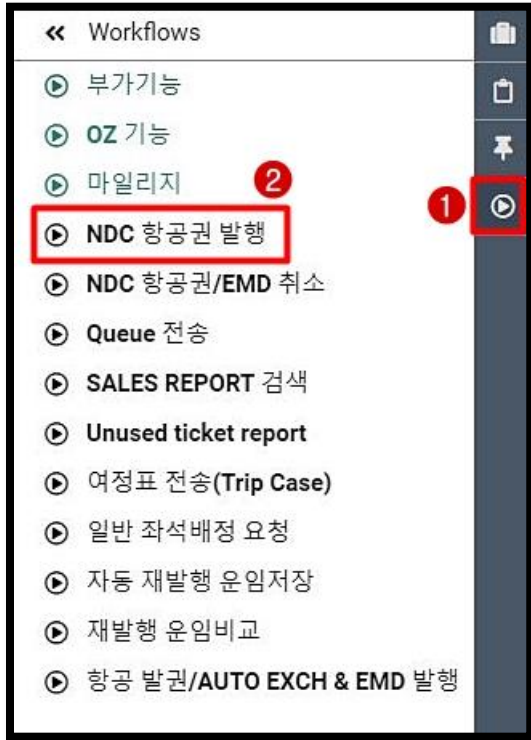 Workflows
부가기능
OZ 기능
마일리지
2
1
NDC 항공권 발행
NDC 항공권/EMD 취소
Queue 전송
SALES REPORT 검색
Unused ticket report
여정표 전송(Trip Case)
일반 좌석배정 요청
자동 재발행 운임저장
재발행 운임비교
항공 발권/AUTO EXCH & EMD 발행